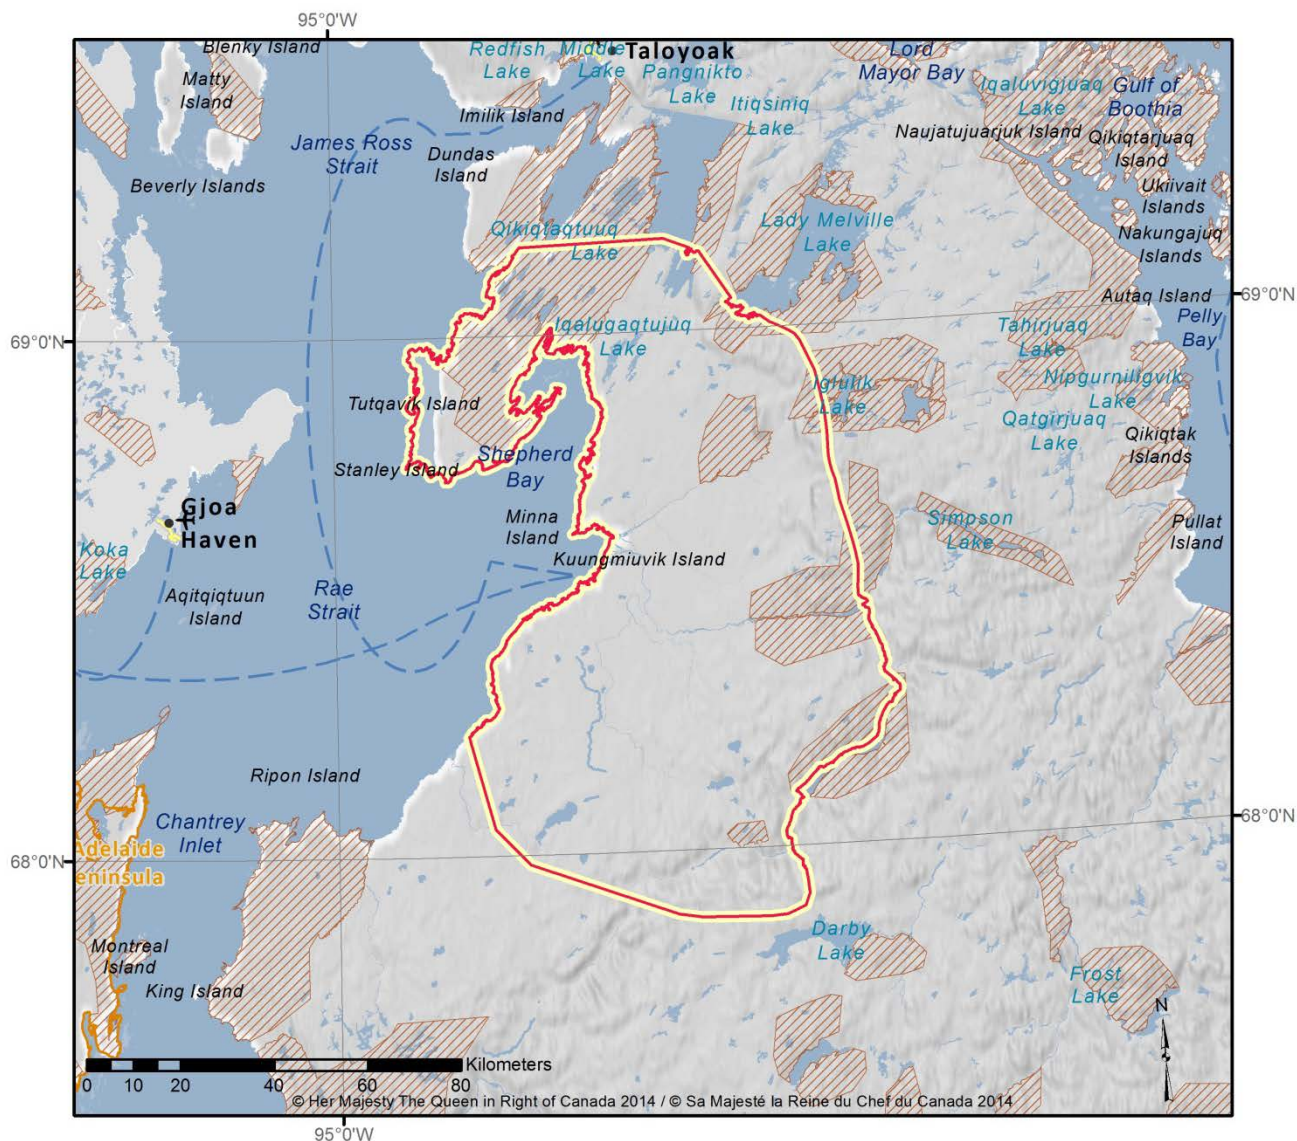 95°0'W
Blenky Island
Redfish
Lake
Middle
Lake
Taloyoak
Lord
Mayor Bay
Matty
Island
Pangnikto
Lake
Iqaluvigjuaq
Lake
Gulf of
Boothia
Imilik Island
Itiqsiniq
Lake
Naujatujuarjuk Island
Qikiqtarjuaq
Island
James Ross
Strait
Dundas
Island
Beverly Islands
Ukiivait
Islands
Qikiqtaqtuuq
Lake
Lady Melville
Lake
Nakungajuq
Islands
69°0'N
Autaq Island
Pelly
Bay
69°0'N
Iqalugaqtujuq
Lake
Tahirjuaq
Lake
Iglulik
Lake
Nipgurniligvik
Lake
Tutqavik Island
Qatgirjuaq
Lake
Qikiqtak
Islands
Stanley Island
Shepherd
Bay
Gjoa
Haven
Minna
Island
Simpson
Lake
Pullat
Island
Koka
Lake
Kuungmiuvik Island
Aqitqiqtuun
Island
Rae
Strait
Ripon Island
Chantrey
Inlet
68°0'N
Adelaide
eninsula
68°0'N
Darby
Lake
Montreal
Island
King Island
Frost
Lake
N
Kilometers
0 10 20 40 60 80
© Her Majesty The Queen in Right of Canada 2014 / © Sa Majesté la Reine du Chef du Canada 2014
95°0'W